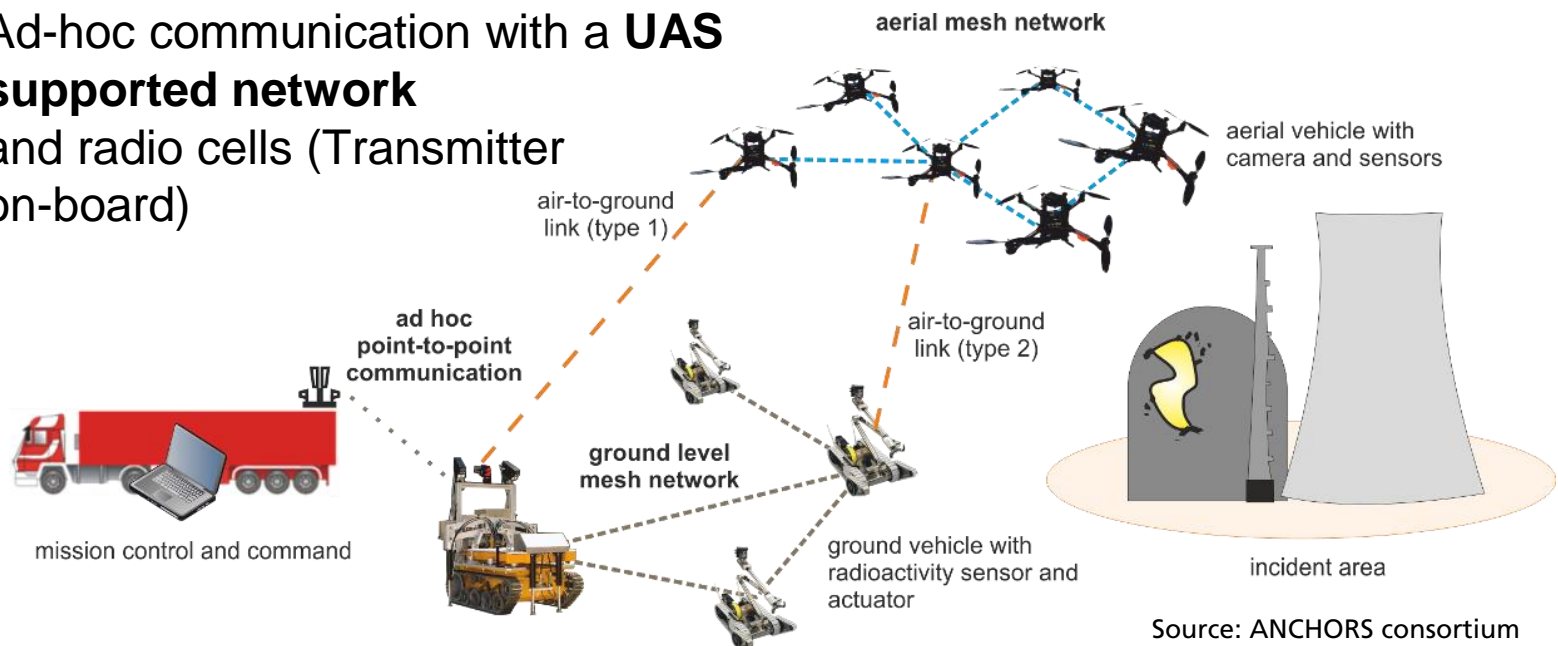 Ad-hoc communication with a UAS
supported network
and radio cells (Transmitter
on-board)
aerial mesh network
aerial vehicle with
camera and sensors
air-to-ground
link (type 1)
ad hoc
point-to-point
communication
air-to-ground
link (type 2)
ground level
mesh network
mission control and command
ground vehicle with
radioactivity sensor and
actuator
incident area
Source: ANCHORS consortium